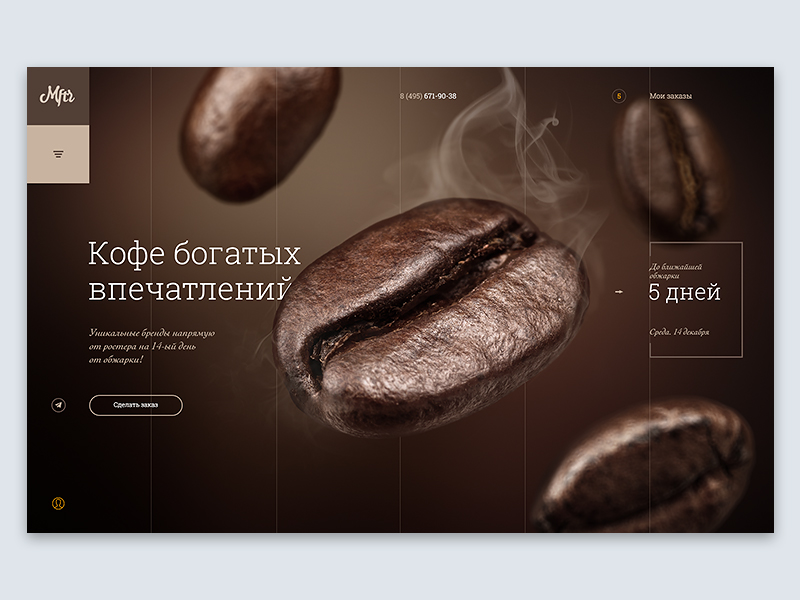 Mftr
8 (495) 671-90-38
5
Мои заказы
Кофе богатых
впечатлений
Уникальные бренды напрямую
от ростера на 14-ый день
от обжарки!
Сделать заказ
До ближайшей
обжарки
5 дней
Среда, 14 декабря